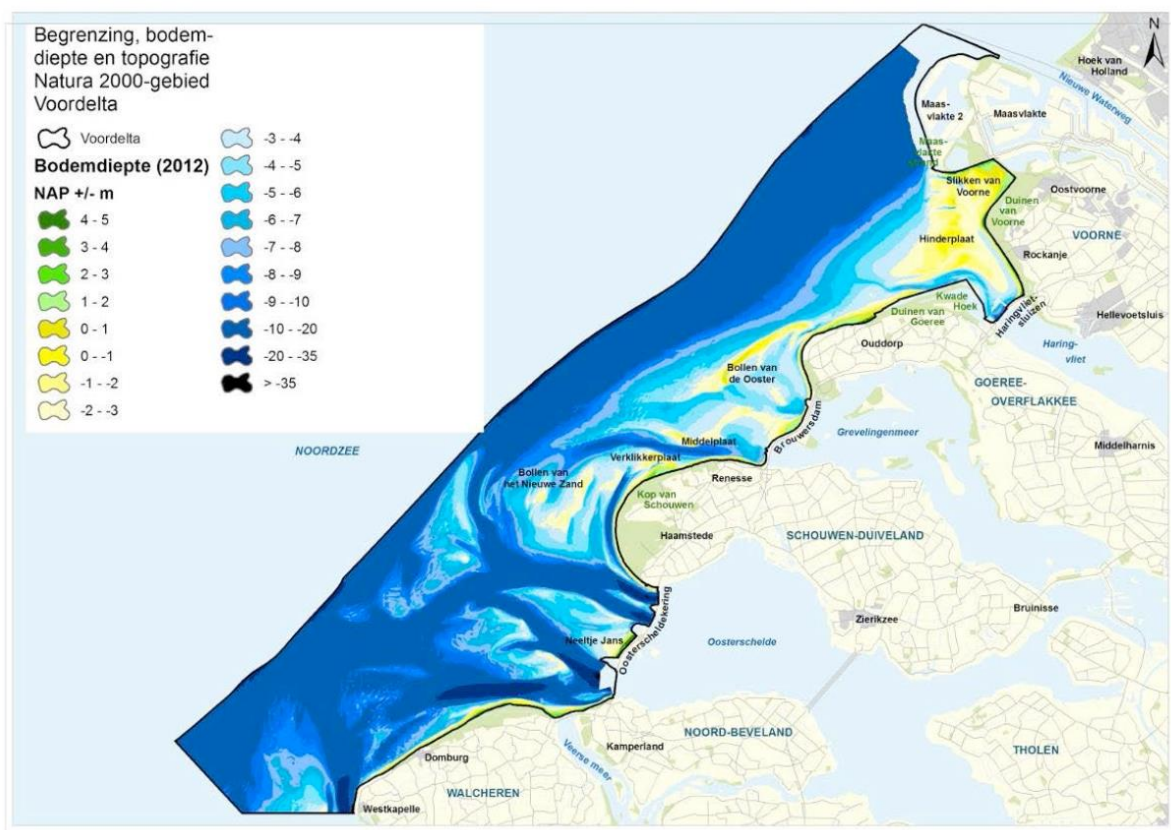 Begrenzing, bodem-
diepte en topografie
Natura 2000-gebied
Voordelta
Voordelta
Bodemdiepte (2012)
NAP +/- m
4 - 5
3 - 4
2 - 3
1 - 2
0 - 1
0 - -1
-1 - -2
-2 - -3
-3 - -4
-4 - -5
-5 - -6
-6 - -7
-7 - -8
-8 - -9
-9 - -10
-10 - -20
-20 - -35
> -35
N
Hoek van
Holland
Nieuwe Waterweg
Maas-
vlakte 2
Maasvlakte
Maas-
vlakte
Slikken van
Voorne
Oostvoorne
Duinen
van
Voorne
VOORNE
Hinderplaat
Rockanje
Kwade
Hoek
Haringvliet-
sluizen
Hellevoetsluis
Duinen van
Goeree
Ouddorp
Haring-
vliet
Bollen van
de Ooster
GOEREE-
OVERFLAKKEE
Brouwersdam
Grevelingenmeer
Middelharnis
Middelplaat
NOORDZEE
Verklikkerplaat
Bollen van
het Nieuwe Zand
Renesse
Kop van
Schouwen
Haamstede
SCHOUWEN-DUIVELAND
Bruinisse
Zierikzee
Neeltje Jans
Oosterscheldekering
Oosterschelde
NOORD-BEVELAND
Kamperland
THOLEN
Domburg
Veerse meer
WALCHEREN
Westkapelle